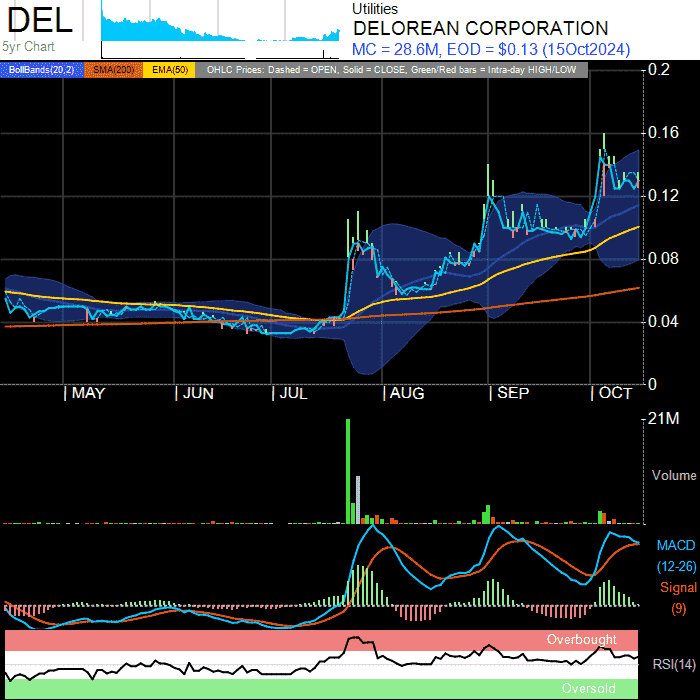 DEL
Utilities
DELOREAN CORPORATION
5yr Chart
MC = 28.6M, EOD = $0.13 (15Oct2024)
BollBands(20,2) SMA(200) EMA(50) OHLC Prices: Dashed = OPEN, Solid = CLOSE, Green/Red bars = Intra-day HIGH/LOW
0.2
0.16
0.12
0.08
0.04
0
| MAY | JUN | JUL | AUG | SEP | OCT
21M
Volume
MACD
(12-26)
Signal
(9)
Overbought
RSI(14)
Oversold